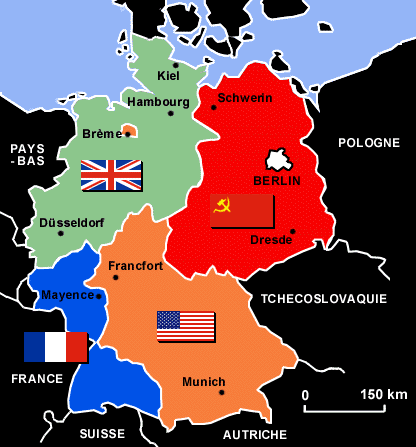 Kiel
Hambourg
Schwerin
Brème
PAYS
-BAS
POLOGNE
BERLIN
Düsseldorf
Dresde
Francfort
Mayence
TCHECOSLOVAQUIE
FRANCE
Munich
0 150 km
SUISSE
AUTRICHE